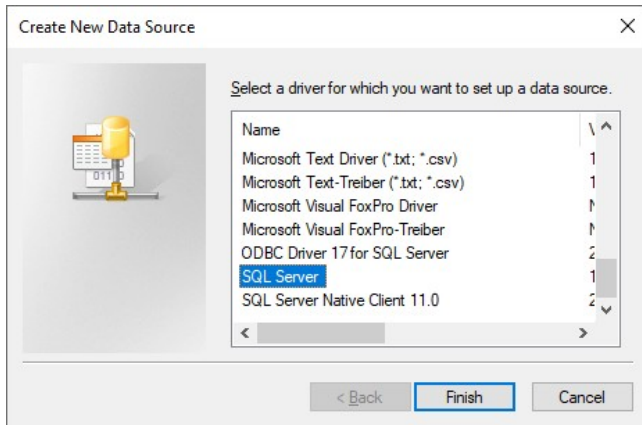 Create New Data Source
Select a driver for which you want to set up a data source.
Name
Microsoft Text Driver (*.txt; *.csv)
Microsoft Text-Treiber (*.txt; *.csv)
Microsoft Visual FoxPro Driver
Microsoft Visual FoxPro-Treiber
ODBC Driver 17 for SQL Server
SQL Server
SQL Server Native Client 11.0
< Back Finish Cancel